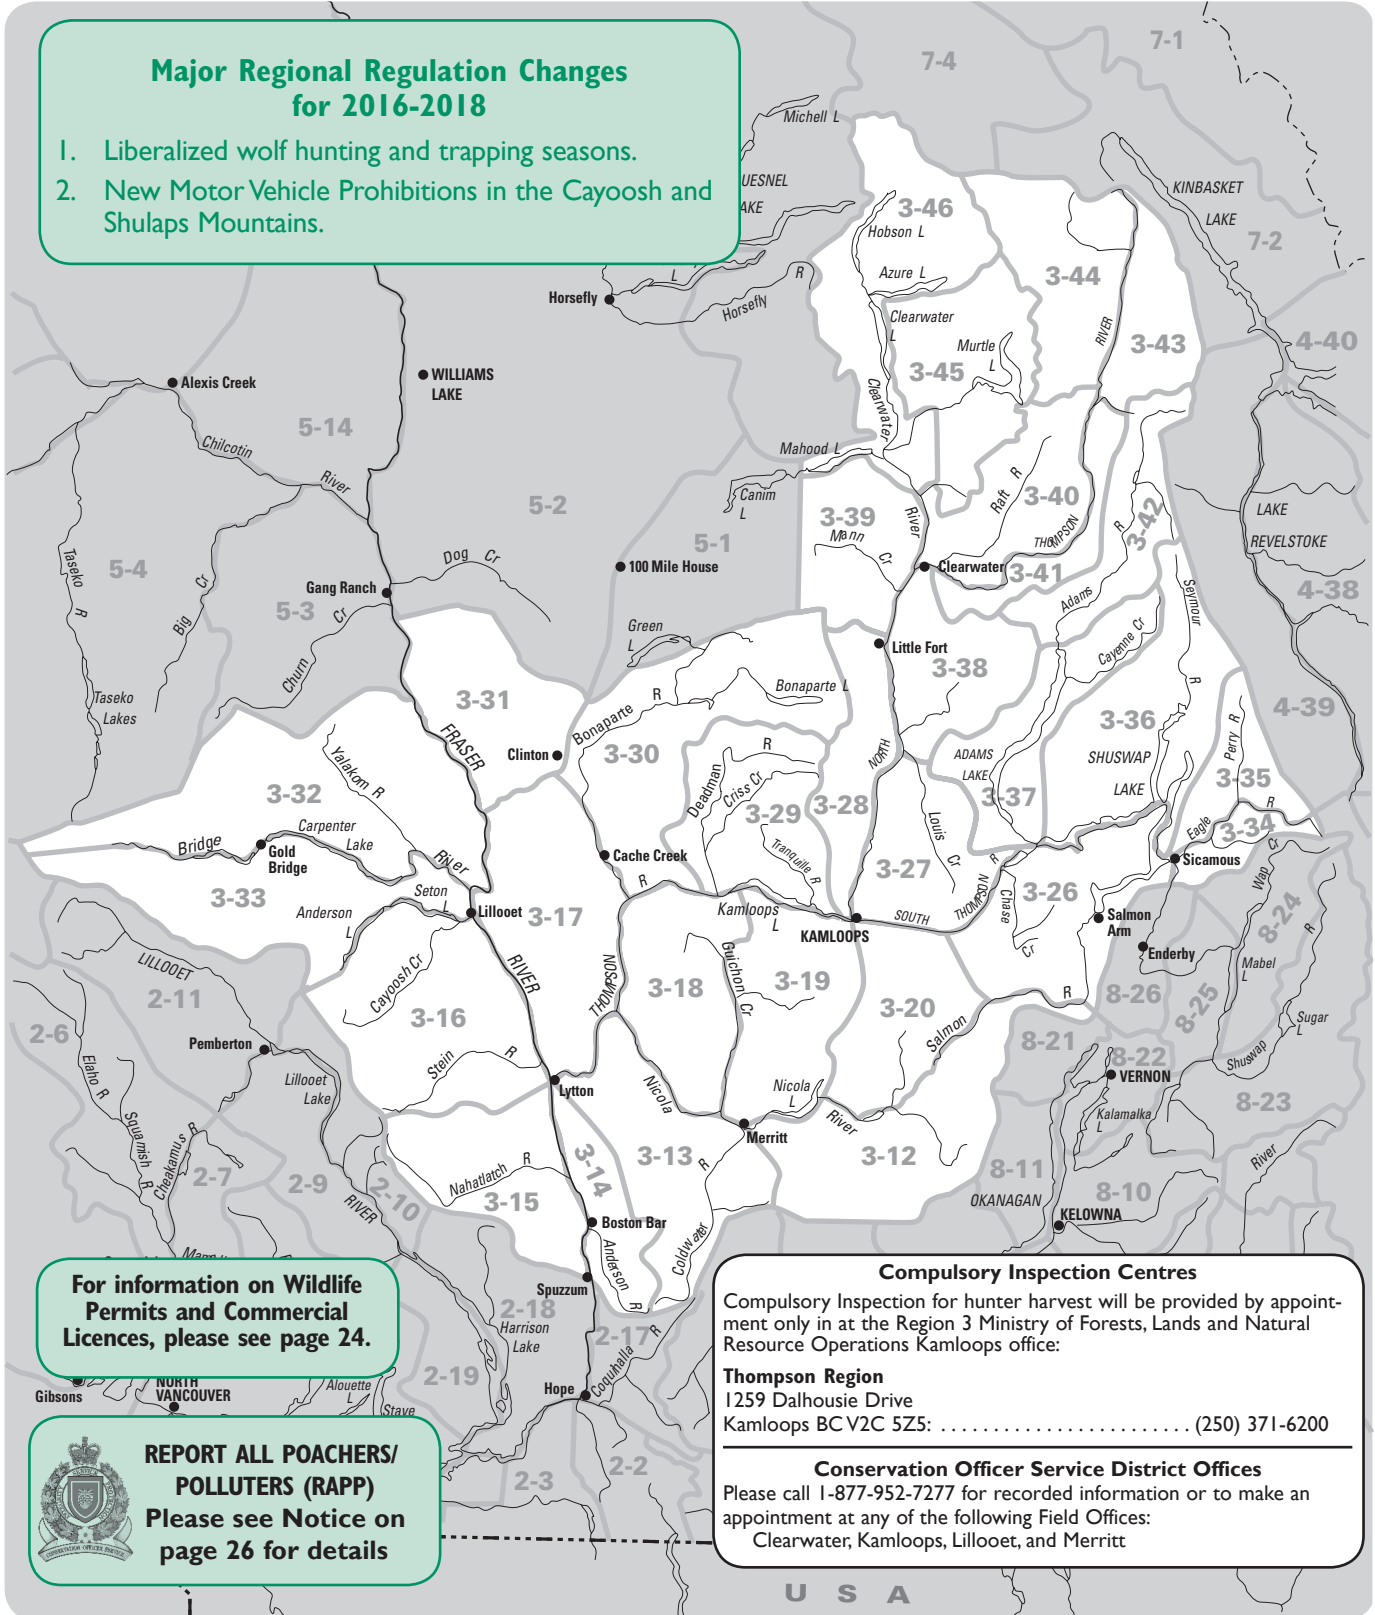 Major Regional Regulation Changes
for 2016-2018
1. Liberalized wolf hunting and trapping seasons.
2. New Motor Vehicle Prohibitions in the Cayoosh and
Shulaps Mountains.
7-1
7-4
Michell L
UESNEL
AKE
KINBASKET
LAKE
7-2
3-46
Hobson L
Azure L
L
R
Horsefly
Horsefly
3-44
Clearwater
L
Murtle
L
RIVER
3-43
4-40
3-45
Alexis Creek
WILLIAMS
LAKE
Clearwater
5-14
Chilcotin
River
Mahood L
Canim
L
5-2
3-39
Mann
Cr
River
Raft R
3-40
THOMPSON
R
3-42
LAKE
REVELSTOKE
5-1
Dog Cr
100 Mile House
Clearwater
3-41
Taseko
R
5-4
Big Cr
Gang Ranch
5-3
Cr
Churn
Adams
Seymour
R
4-38
Green
L
Little Fort
Cayenne Cr
3-38
Taseko
Lakes
3-31
R
Bonaparte L
Bonaparte
4-39
3-36
Perry R
FRASER
Clinton
3-30
R
Deadman
Criss Cr
NORTH
ADAMS
LAKE
SHUSWAP
LAKE
3-35
Yalakom R
3-32
3-29
3-28
3-37
R
Eagle
3-34
Carpenter
Lake
Bridge
Gold
Bridge
River
Cache Creek
Tranquille R
Louis
Cr
Sicamous
3-27
R
Cr
Wap
3-33
Seton
L
Anderson
L
Lillooet
3-17
R
Kamloops
L
KAMLOOPS
SOUTH
THOMPSON
Chase
Cr
3-26
Salmon
Arm
8-24
R
LILLOOET
2-11
Cayoosh Cr
RIVER
THOMPSON
3-18
Guichon
Cr
3-19
Enderby
Mabel
L
3-20
R
8-26
8-25
2-6
3-16
Salmon
Sugar
L
Pemberton
8-21
Elaho R
Stein R
Lillooet
Lake
8-22
Shuswap
VERNON
Lytton
Nicola
Nicola
L
Kalamalka
L
8-23
Squamish
R
Cheakamus R
Merritt
River
3-14
3-13
R
3-12
River
2-7
2-9
2-10
RIVER
Nahatlatch R
3-15
8-11
OKANAGAN
8-10
KELOWNA
Boston Bar
Anderson
R
Coldwater
For information on Wildlife
Permits and Commercial
Licences, please see page 24.
Spuzzum
2-18
Harrison
Lake
2-17
R
Coquhalla
2-19
Hope
Gibsons
NORTH
VANCOUVER
Alouette
L
Stave
2-3
2-2
REPORT ALL POACHERS/
POLLUTERS (RAPP)
Please see Notice on
page 26 for details
Compulsory Inspection Centres
Compulsory Inspection for hunter harvest will be provided by appoint-
ment only in at the Region 3 Ministry of Forests, Lands and Natural
Resource Operations Kamloops office:
Thompson Region
1259 Dalhousie Drive
Kamloops BC V2C 5Z5: . . . . . . . . . . . . . . . . . . . . . . . . (250) 371-6200
Conservation Officer Service District Offices
Please call 1-877-952-7277 for recorded information or to make an
appointment at any of the following Field Offices:
Clearwater, Kamloops, Lillooet, and Merritt
U S A